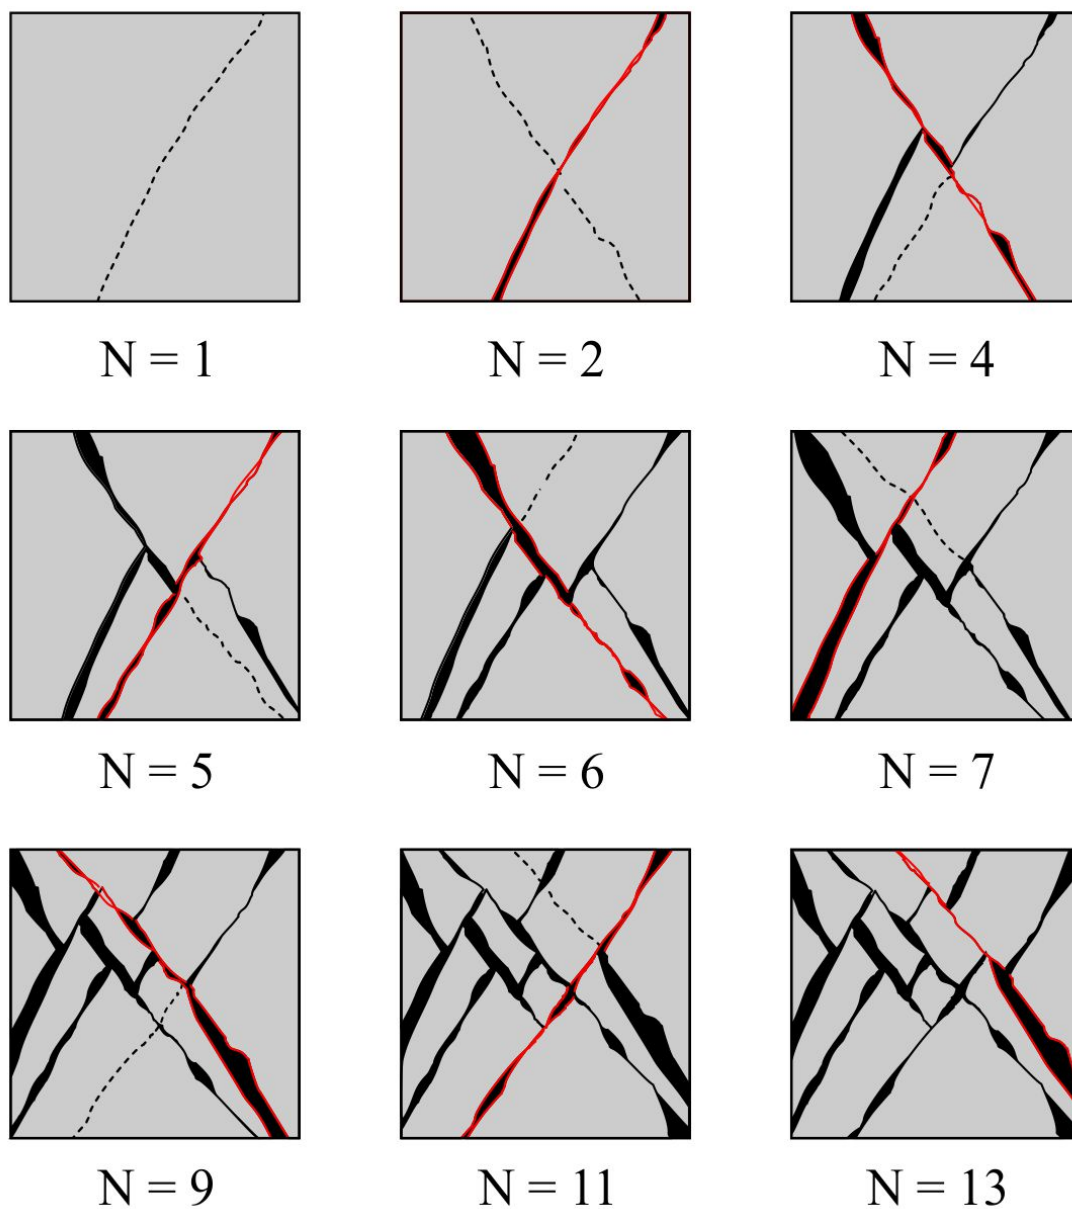 N = 1
N = 2
N = 4
N = 5
N = 6
N = 7
N = 9
N = 11
N = 13